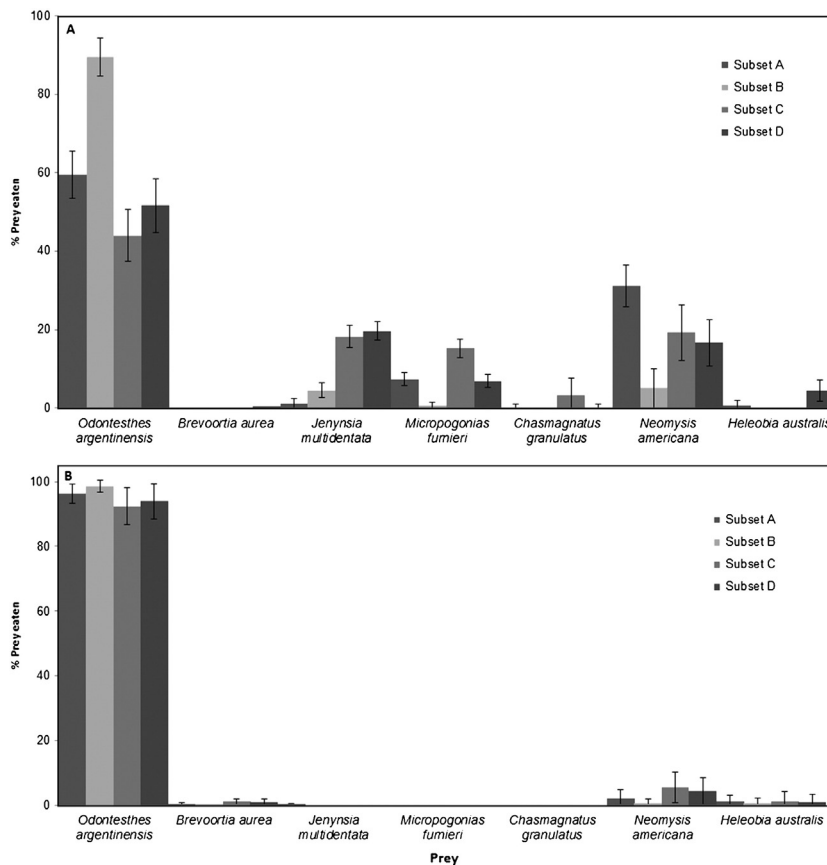 A
100
80
60
40
20
0
% Prey eaten
Subset A
Subset B
Subset C
Subset D
Odontesthes argentinensis
Brevoortia aurea
Jenynsia multidentata
Micropogonias furnieri
Chasmagnatus granulatus
Neomysis americana
Heleobia australis
B
100
80
60
40
20
0
% Prey eaten
Subset A
Subset B
Subset C
Subset D
Odontesthes argentinensis
Brevoortia aurea
Jenynsia multidentata
Micropogonias furnieri
Chasmagnatus granulatus
Neomysis americana
Heleobia australis
Prey